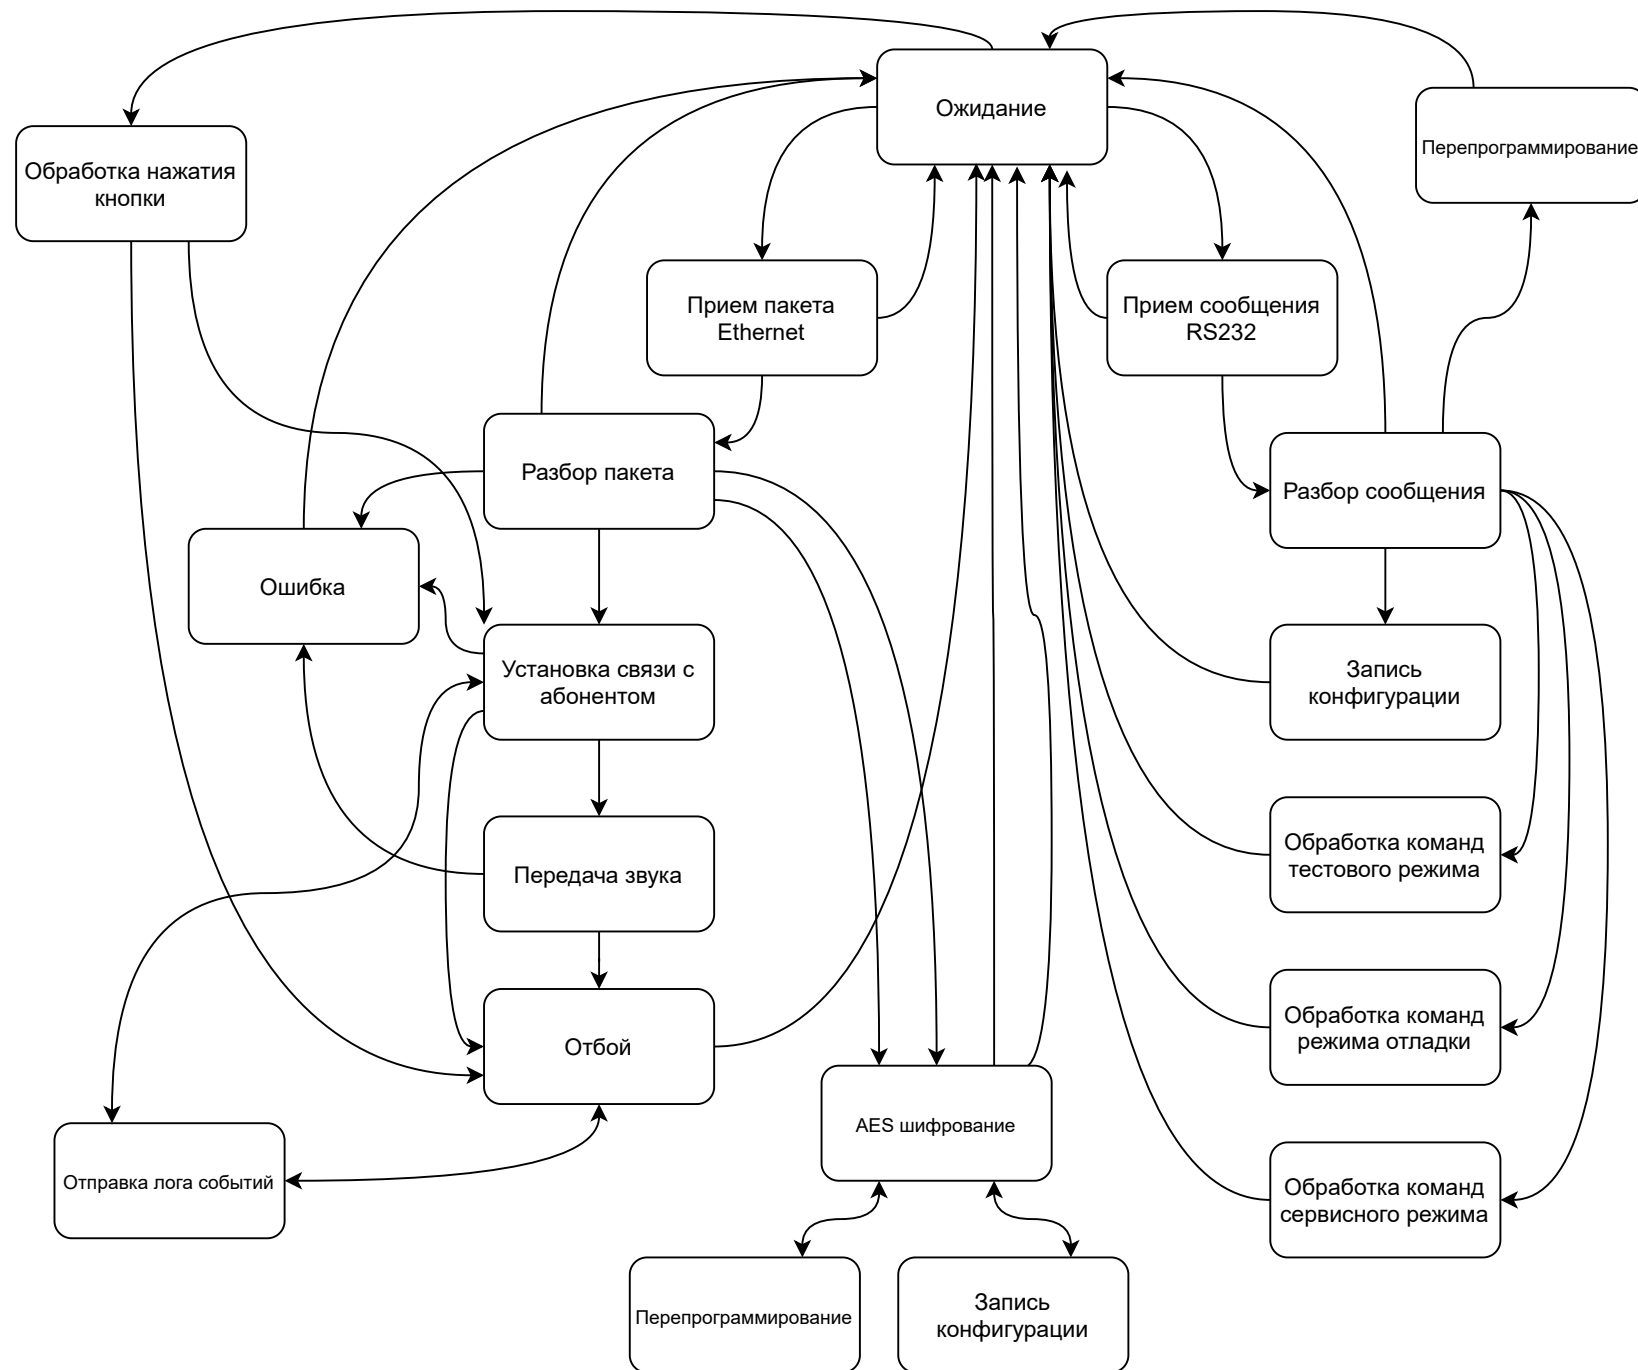 Ожидание
Перепрограммирование
Обработка нажатия
кнопки
Прием пакета
Ethernet
Прием сообщения
RS232
Разбор пакета
Разбор сообщения
Ошибка
Установка связи с
абонентом
Запись
конфигурации
Передача звука
Обработка команд
тестового режима
Отбой
Обработка команд
режима отладки
AES шифрование
Отправка лога событий
Обработка команд
сервисного режима
Перепрограммирование
Запись
конфигурации